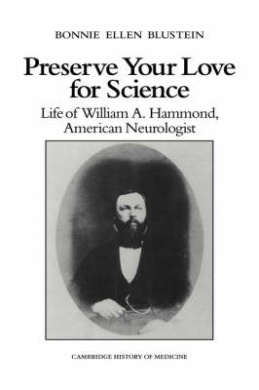 BONNIE ELLEN BLUSTEIN
Preserve Your Love
for Science
Life of William A. Hammond,
American Neurologist
CAMBRIDGE HISTORY OF MEDICINE